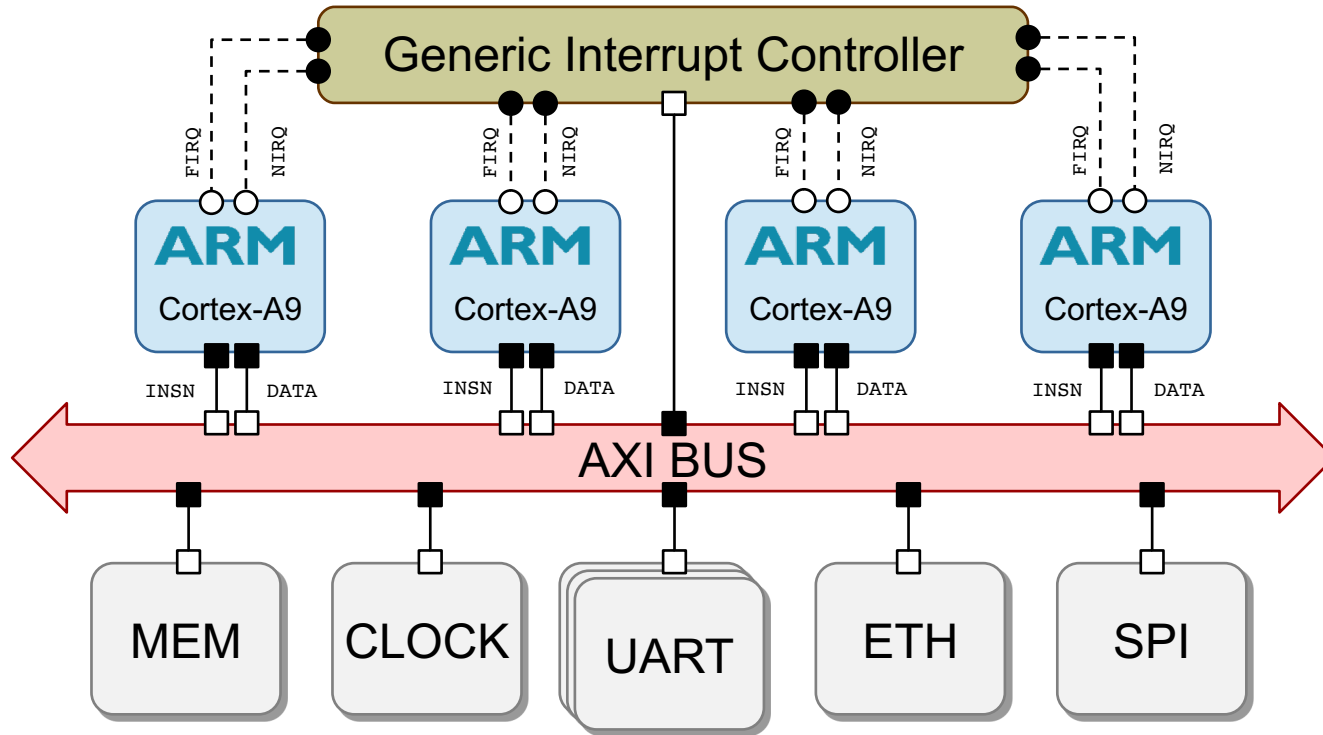 Generic Interrupt Controller
FIRQ
NIRQ
FIRQ
NIRQ
FIRQ
NIRQ
FIRQ
NIRQ
ARM
Cortex-A9
ARM
Cortex-A9
ARM
Cortex-A9
ARM
Cortex-A9
INSN
DATA
INSN
DATA
INSN
DATA
INSN
DATA
AXI BUS
MEM
CLOCK
UART
ETH
SPI